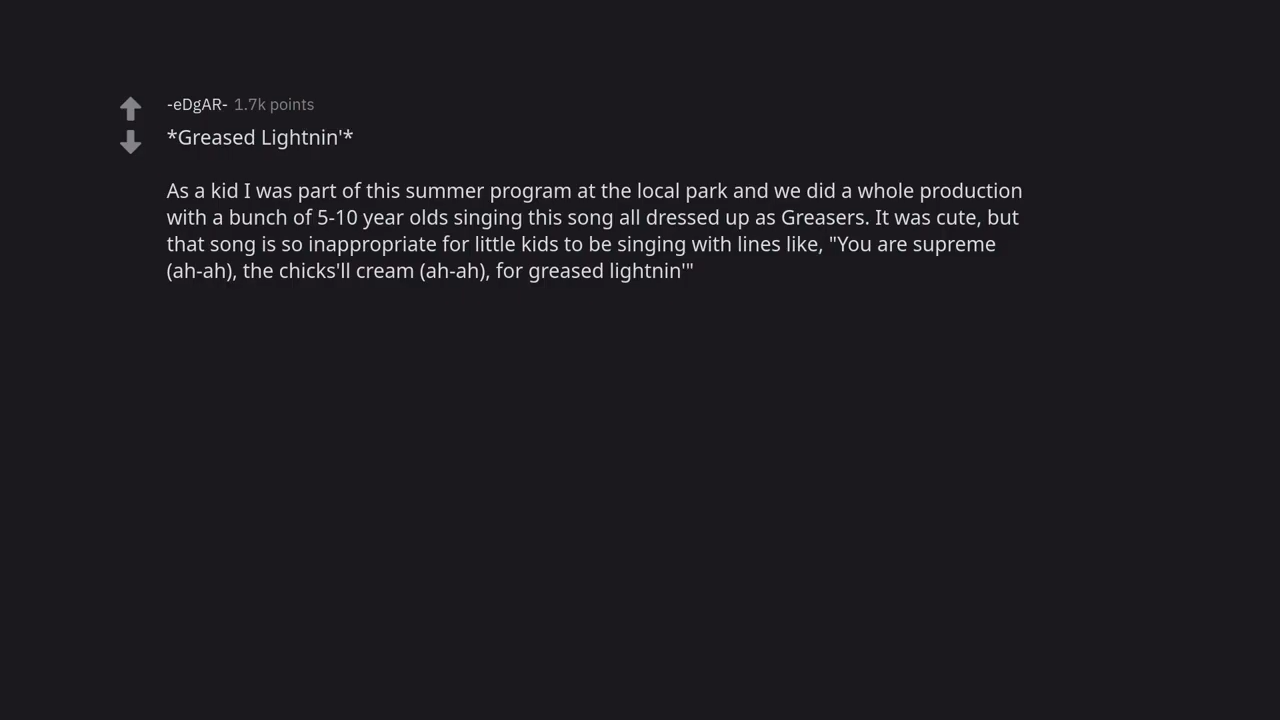 -eDgAR- 1.7k points
*Greased Lightnin'*
As a kid I was part of this summer program at the local park and we did a whole production
with a bunch of 5-10 year olds singing this song all dressed up as Greasers. It was cute, but
that song is so inappropriate for little kids to be singing with lines like, "You are supreme
(ah-ah), the chicks'll cream (ah-ah), for greased lightnin'"